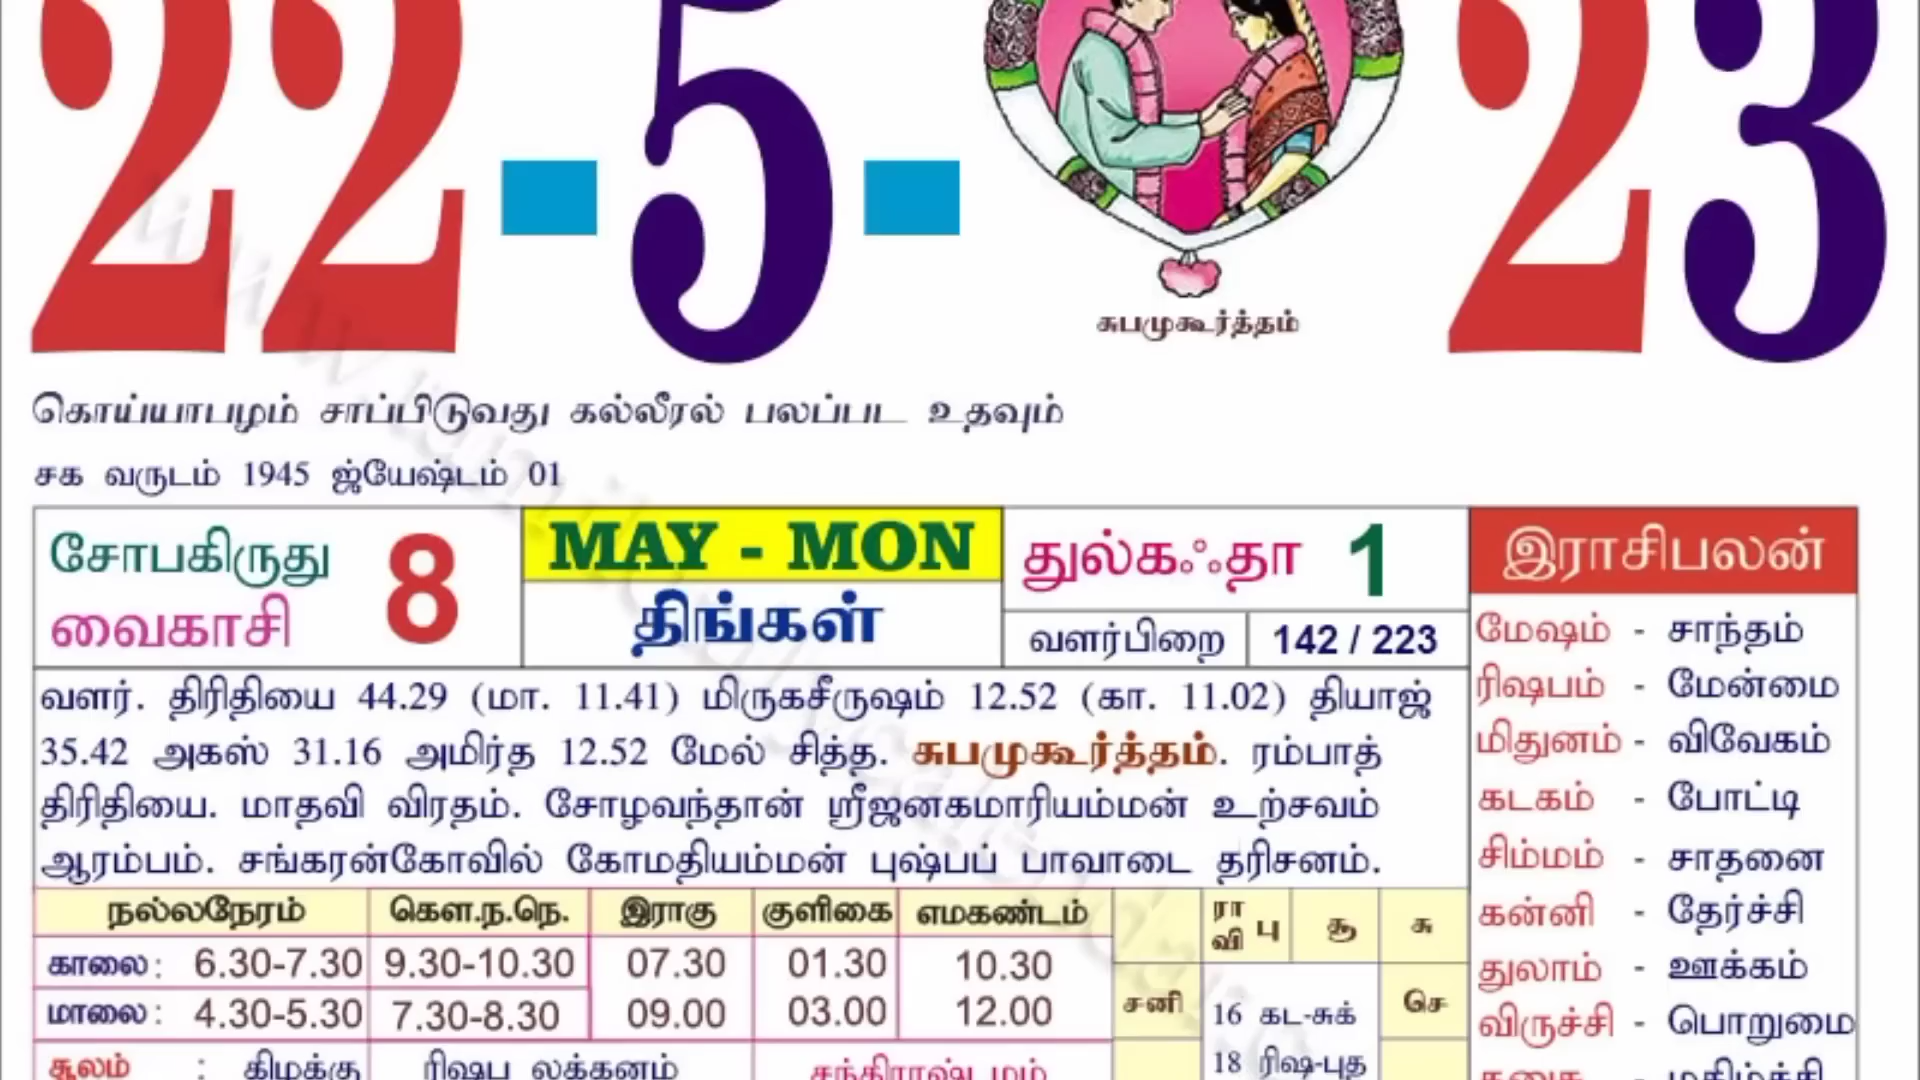 22-5-23
சுபமுகூர்த்தம்
கொய்யாபழம் சாப்பிடுவது கல்லீரல் பலப்பட உதவும்
சக வருடம் 1945 ஜ்யேஷ்டம் 01
சோபகிருது
வைகாசி
8
MAY - MON
திங்கள்
துல்கஃதா 1
வளர்பிறை 142 / 223
வளர். திரிதியை 44.29 (மா. 11.41) மிருகசீருஷம் 12.52 (கா. 11.02) தியாஜ்
35.42 அகஸ் 31.16 அமிர்த 12.52 மேல் சித்த. சுபமுகூர்த்தம். ரம்பாத்
திரிதியை. மாதவி விரதம். சோழவந்தான் ஸ்ரீஜனகமாரியம்மன் உற்சவம்
ஆரம்பம். சங்கரன்கோவில் கோமதியம்மன் புஷ்பப் பாவாடை தரிசனம்.
நல்லநேரம் கௌ.ந.நெ. இராகு குளிகை எமகண்டம்
காலை : 6.30-7.30 9.30-10.30 07.30 01.30 10.30
மாலை : 4.30-5.30 7.30-8.30 09.00 03.00 12.00
சூலம் : கிழக்கு ரிஷப லக்கனம் சந்திராஷ்டமம்
ரா
வி பு சூ சு
சனி செ
16 கட-சுக்
18 ரிஷ-புத
இராசிபலன்
மேஷம் - சாந்தம்
ரிஷபம் - மேன்மை
மிதுனம் - விவேகம்
கடகம் - போட்டி
சிம்மம் - சாதனை
கன்னி - தேர்ச்சி
துலாம் - ஊக்கம்
விருச்சி - பொறுமை